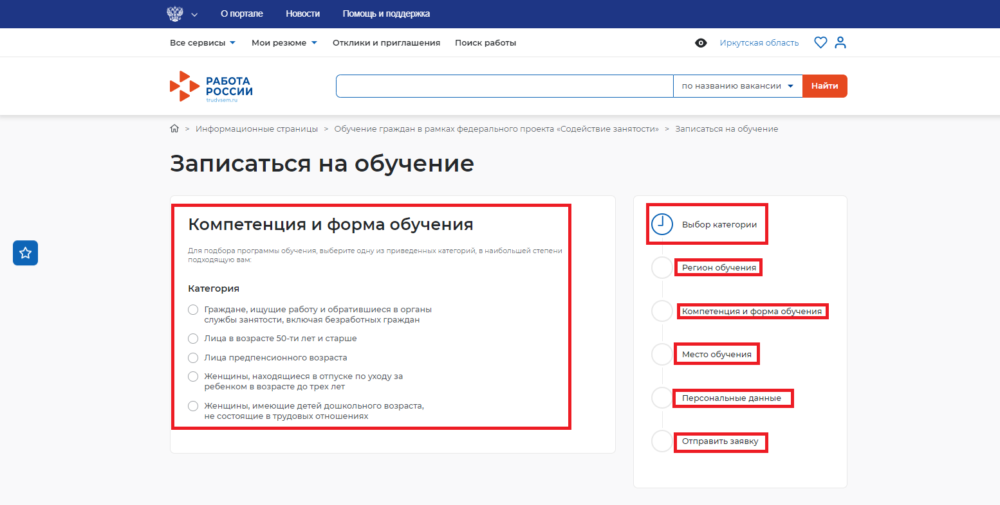 О портале Новости Помощь и поддержка
Все сервисы Мои резюме Отклики и приглашения Поиск работы Иркутская область
РАБОТА
РОССИИ
trudvsem.ru
по названию вакансии Найти
> Информационные страницы > Обучение граждан в рамках федерального проекта «Содействие занятости» > Записаться на обучение
Записаться на обучение
Компетенция и форма обучения
Для подбора программы обучения, выберите одну из приведенных категорий, в наибольшей степени
подходящую вам:
Категория
Граждане, ищущие работу и обратившиеся в органы
службы занятости, включая безработных граждан
Лица в возрасте 50-ти лет и старше
Лица предпенсионного возраста
Женщины, находящиеся в отпуске по уходу за
ребенком в возрасте до трех лет
Женщины, имеющие детей дошкольного возраста,
не состоящие в трудовых отношениях
Выбор категории
Регион обучения
Компетенция и форма обучения
Место обучения
Персональные данные
Отправить заявку